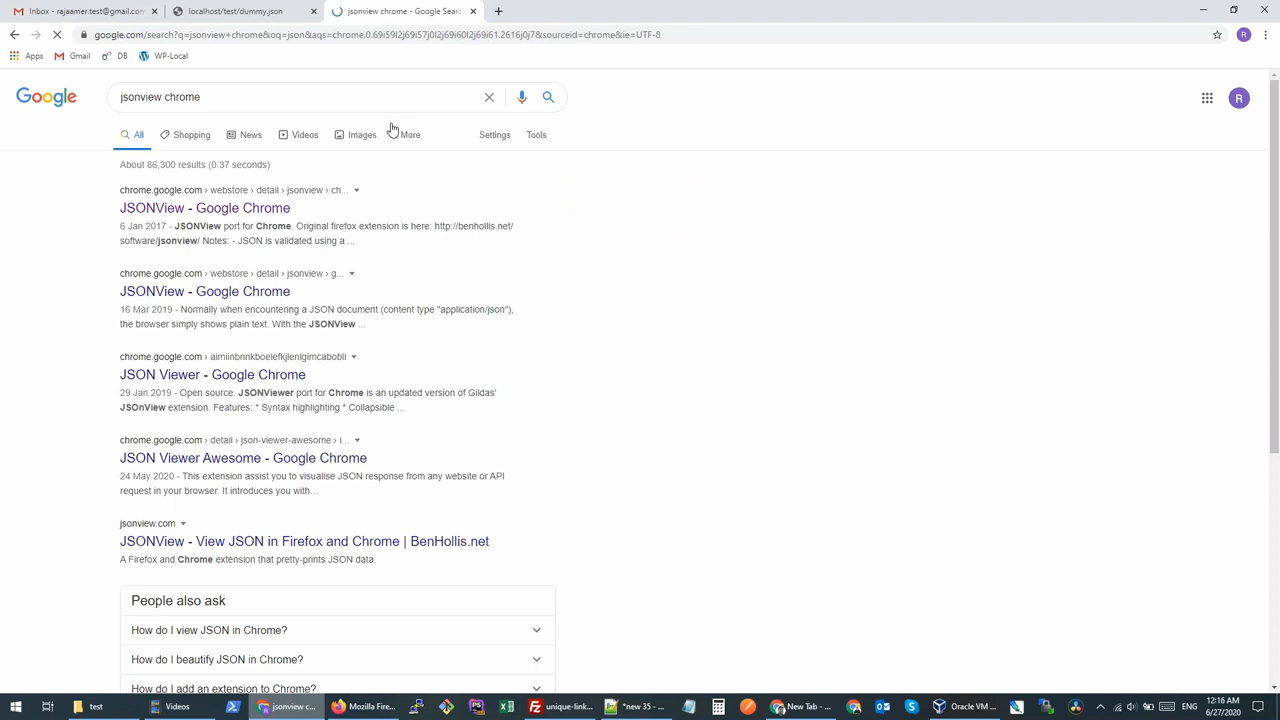 Inbox - rajaamer.test@gmail.com
localhost/test/dummy.json
jsonview chrome - Google Sear
google.com/search?q=jsonview+chrome&oq=json&aqs=chrome.0.69i59l2j69i57j0l2j69i60l2j69i61.2616j0j7&sourceid=chrome&ie=UTF-8
R
Apps Gmail DB WP-Local
Google
jsonview chrome
R
All Shopping News Videos Images More Settings Tools
About 86,300 results (0.37 seconds)
chrome.google.com › webstore › detail › jsonview › ch...
JSONView - Google Chrome
6 Jan 2017 - JSONView port for Chrome. Original firefox extension is here: http://benhollis.net/
software/jsonview/ Notes: - JSON is validated using a ...
chrome.google.com › webstore › detail › jsonview › g...
JSONView - Google Chrome
16 Mar 2019 - Normally when encountering a JSON document (content type "application/json"),
the browser simply shows plain text. With the JSONView ...
chrome.google.com › aimiinbnnkboelefkjlenlgimcabobli
JSON Viewer - Google Chrome
29 Jan 2019 - Open source. JSONViewer port for Chrome is an updated version of Gildas'
JSOnView extension. Features: * Syntax highlighting * Collapsible ...
chrome.google.com › detail › json-viewer-awesome › i...
JSON Viewer Awesome - Google Chrome
24 May 2020 - This extension assist you to visualise JSON response from any website or API
request in your browser. It introduces you with...
jsonview.com
JSONView - View JSON in Firefox and Chrome | BenHollis.net
A Firefox and Chrome extension that pretty-prints JSON data.
People also ask
How do I view JSON in Chrome?
How do I beautify JSON in Chrome?
How do I add an extension to Chrome?
test Videos jsonview c... Mozilla Fire... unique-link... *new 35 - ... New Tab - ... Oracle VM ... 12:16 AM
6/27/2020